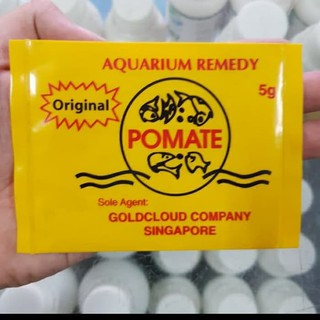 AQUARIUM REMEDY
Original
5g
POMATE
Sole Agent:
GOLDCLOUD COMPANY
SINGAPORE